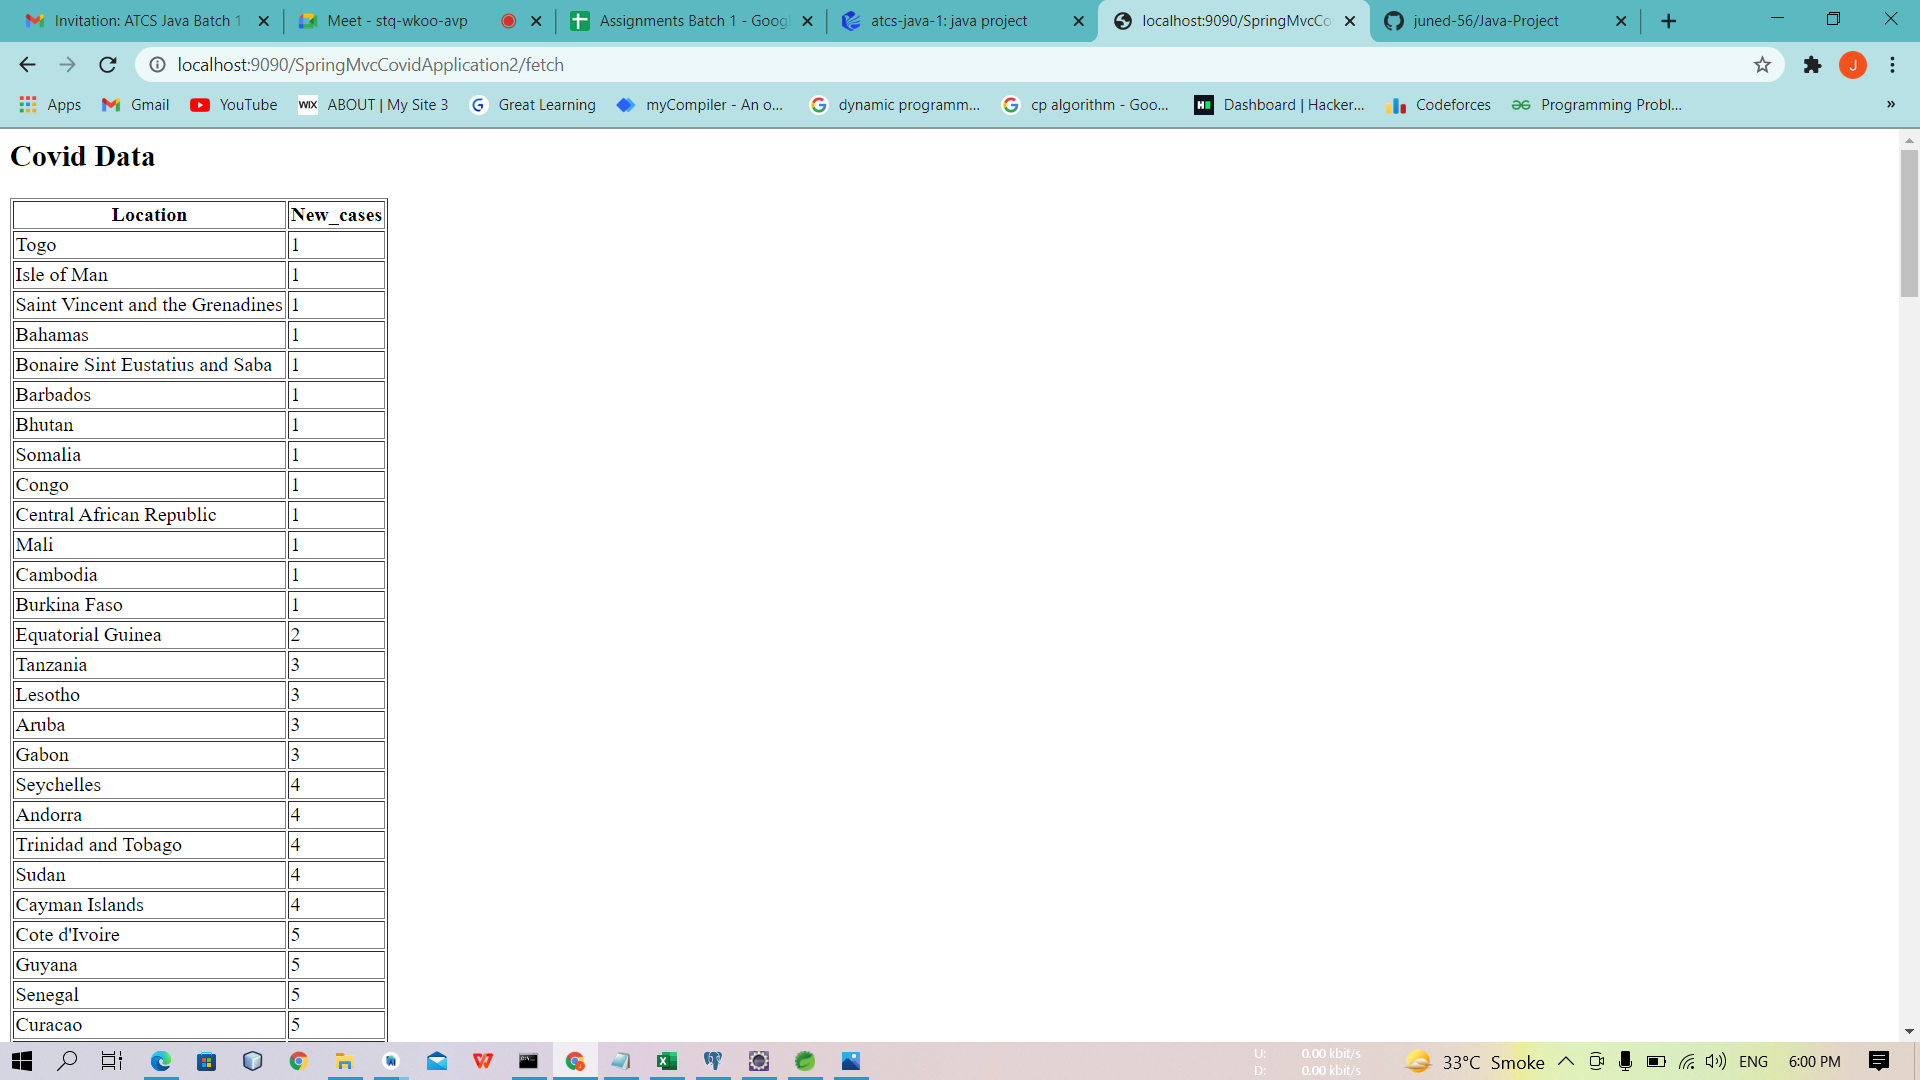 Invitation: ATCS Java Batch 1
Meet - stq-wkoo-avp
Assignments Batch 1 - Goog
atcs-java-1: java project
localhost:9090/SpringMvcCo
juned-56/Java-Project
localhost:9090/SpringMvcCovidApplication2/fetch
J
Apps
Gmail
YouTube
WIX ABOUT | My Site 3
Great Learning
myCompiler - An o...
dynamic programm...
cp algorithm - Goo...
Dashboard | Hacker...
Codeforces
Programming Probl...
»
Covid Data
Location New_cases
Togo 1
Isle of Man 1
Saint Vincent and the Grenadines 1
Bahamas 1
Bonaire Sint Eustatius and Saba 1
Barbados 1
Bhutan 1
Somalia 1
Congo 1
Central African Republic 1
Mali 1
Cambodia 1
Burkina Faso 1
Equatorial Guinea 2
Tanzania 3
Lesotho 3
Aruba 3
Gabon 3
Seychelles 4
Andorra 4
Trinidad and Tobago 4
Sudan 4
Cayman Islands 4
Cote d'Ivoire 5
Guyana 5
Senegal 5
Curacao 5
U: 0.00 kbit/s
D: 0.00 kbit/s
33°C Smoke
ENG
6:00 PM